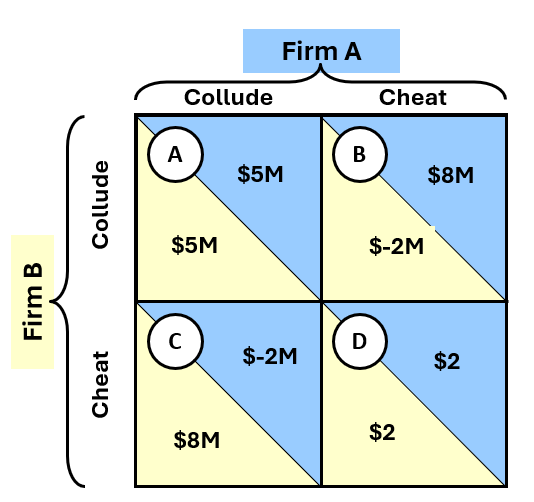 Firm A
Collude Cheat
Firm B
Collude
A
$5M
$5M
B
$8M
$-2M
Cheat
C
$-2M
$8M
D
$2
$2